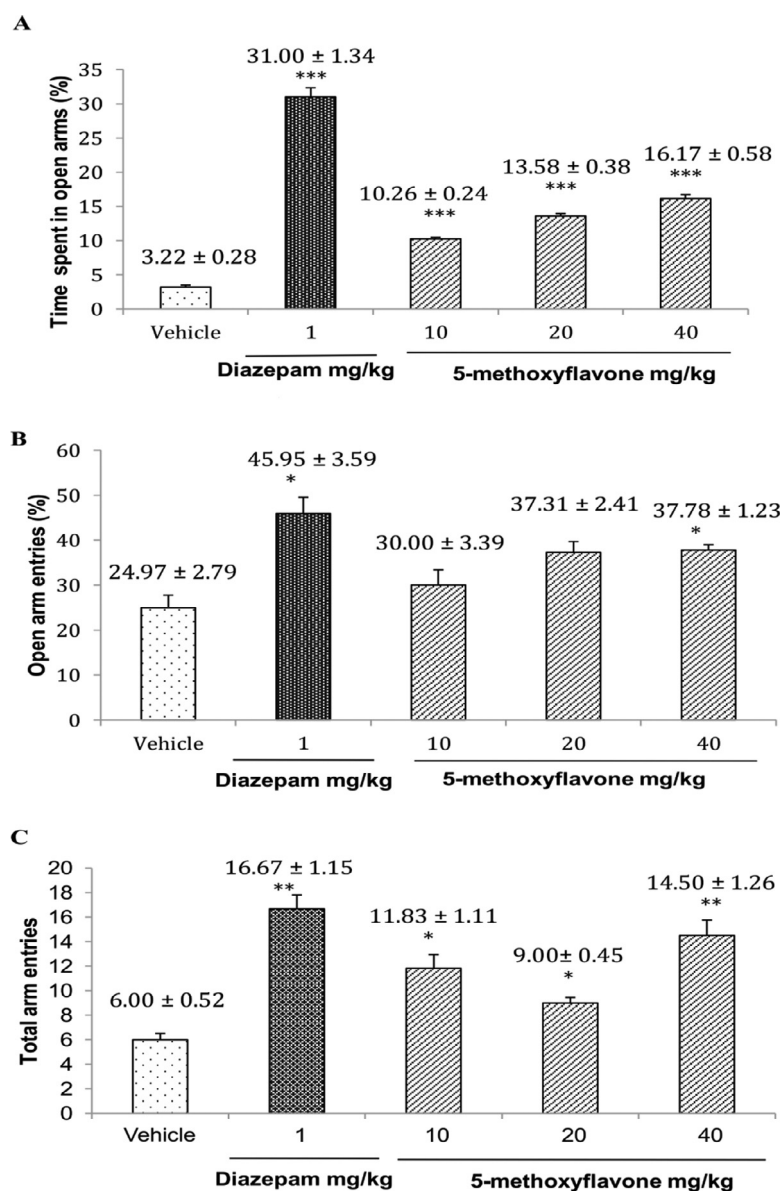 A
Time spent in open arms (%)
35
30
25
20
15
10
5
0
3.22 ± 0.28
31.00 ± 1.34
***
10.26 ± 0.24
***
13.58 ± 0.38
***
16.17 ± 0.58
***
Vehicle 1 10 20 40
Diazepam mg/kg 5-methoxyflavone mg/kg
B
Open arm entries (%)
60
50
40
30
20
10
0
24.97 ± 2.79
45.95 ± 3.59
*
30.00 ± 3.39
37.31 ± 2.41
37.78 ± 1.23
*
Vehicle 1 10 20 40
Diazepam mg/kg 5-methoxyflavone mg/kg
C
Total arm entries
20
18
16
14
12
10
8
6
4
2
0
6.00 ± 0.52
16.67 ± 1.15
**
11.83 ± 1.11
*
9.00± 0.45
*
14.50 ± 1.26
**
Vehicle 1 10 20 40
Diazepam mg/kg 5-methoxyflavone mg/kg